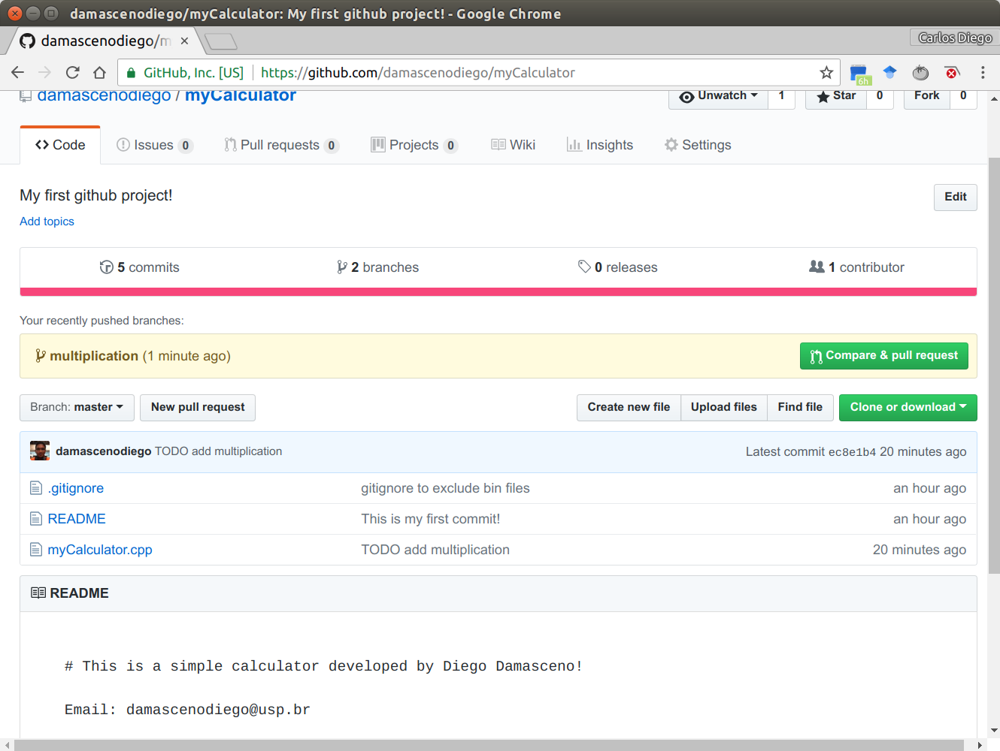 damascenodiego/myCalculator: My first github project! - Google Chrome
damascenodiego/m
Carlos Diego
GitHub, Inc. [US] https://github.com/damascenodiego/myCalculator
6h
damascenodiego / myCalculator Unwatch 1 Star 0 Fork 0
Code Issues 0 Pull requests 0 Projects 0 Wiki Insights Settings
My first github project! Edit
Add topics
5 commits 2 branches 0 releases 1 contributor
Your recently pushed branches:
multiplication (1 minute ago) Compare & pull request
Branch: master New pull request Create new file Upload files Find file Clone or download
damascenodiego TODO add multiplication Latest commit ec8e1b4 20 minutes ago
.gitignore gitignore to exclude bin files an hour ago
README This is my first commit! an hour ago
myCalculator.cpp TODO add multiplication 20 minutes ago
README
# This is a simple calculator developed by Diego Damasceno!
Email: damascenodiego@usp.br